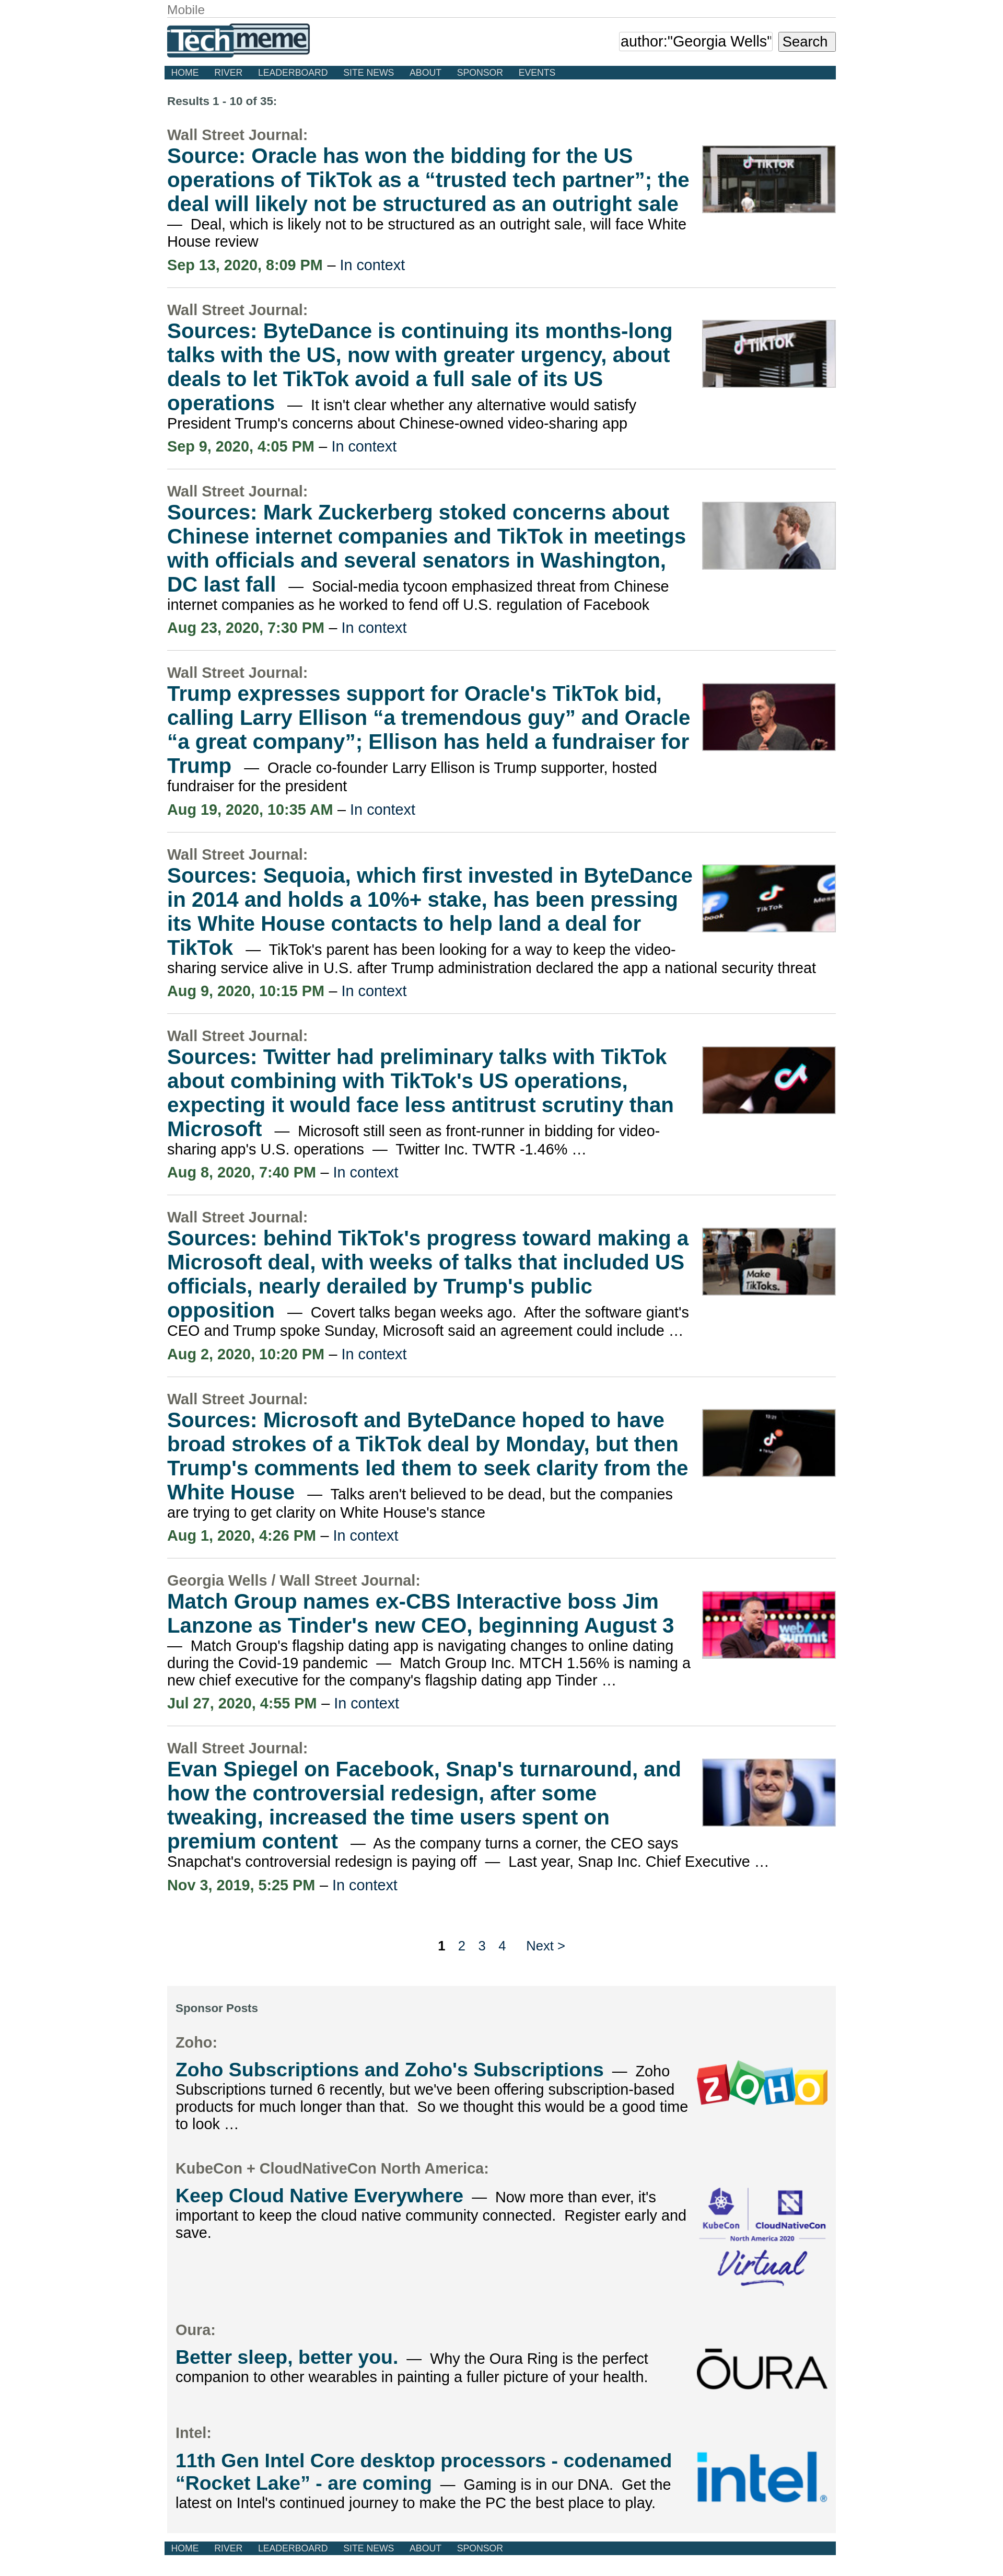 Mobile
Techmeme
author:"Georgia Wells"
Search
HOME RIVER LEADERBOARD SITE NEWS ABOUT SPONSOR EVENTS
Results 1 - 10 of 35:
Wall Street Journal:
Source: Oracle has won the bidding for the US
operations of TikTok as a “trusted tech partner”; the
deal will likely not be structured as an outright sale
— Deal, which is likely not to be structured as an outright sale, will face White
House review
Sep 13, 2020, 8:09 PM – In context
TIKTOK
Wall Street Journal:
Sources: ByteDance is continuing its months-long
talks with the US, now with greater urgency, about
deals to let TikTok avoid a full sale of its US
operations — It isn't clear whether any alternative would satisfy
President Trump's concerns about Chinese-owned video-sharing app
Sep 9, 2020, 4:05 PM – In context
TIKTOK
Wall Street Journal:
Sources: Mark Zuckerberg stoked concerns about
Chinese internet companies and TikTok in meetings
with officials and several senators in Washington,
DC last fall — Social-media tycoon emphasized threat from Chinese
internet companies as he worked to fend off U.S. regulation of Facebook
Aug 23, 2020, 7:30 PM – In context
Wall Street Journal:
Trump expresses support for Oracle's TikTok bid,
calling Larry Ellison “a tremendous guy” and Oracle
“a great company”; Ellison has held a fundraiser for
Trump — Oracle co-founder Larry Ellison is Trump supporter, hosted
fundraiser for the president
Aug 19, 2020, 10:35 AM – In context
Wall Street Journal:
Sources: Sequoia, which first invested in ByteDance
in 2014 and holds a 10%+ stake, has been pressing
its White House contacts to help land a deal for
TikTok — TikTok's parent has been looking for a way to keep the video-
sharing service alive in U.S. after Trump administration declared the app a national security threat
Aug 9, 2020, 10:15 PM – In context
TikTok
Wall Street Journal:
Sources: Twitter had preliminary talks with TikTok
about combining with TikTok's US operations,
expecting it would face less antitrust scrutiny than
Microsoft — Microsoft still seen as front-runner in bidding for video-
sharing app's U.S. operations — Twitter Inc. TWTR -1.46% …
Aug 8, 2020, 7:40 PM – In context
Wall Street Journal:
Sources: behind TikTok's progress toward making a
Microsoft deal, with weeks of talks that included US
officials, nearly derailed by Trump's public
opposition — Covert talks began weeks ago. After the software giant's
CEO and Trump spoke Sunday, Microsoft said an agreement could include …
Aug 2, 2020, 10:20 PM – In context
Make
TikToks.
Wall Street Journal:
Sources: Microsoft and ByteDance hoped to have
broad strokes of a TikTok deal by Monday, but then
Trump's comments led them to seek clarity from the
White House — Talks aren't believed to be dead, but the companies
are trying to get clarity on White House's stance
Aug 1, 2020, 4:26 PM – In context
Georgia Wells / Wall Street Journal:
Match Group names ex-CBS Interactive boss Jim
Lanzone as Tinder's new CEO, beginning August 3
— Match Group's flagship dating app is navigating changes to online dating
during the Covid-19 pandemic — Match Group Inc. MTCH 1.56% is naming a
new chief executive for the company's flagship dating app Tinder …
Jul 27, 2020, 4:55 PM – In context
web
summit
Wall Street Journal:
Evan Spiegel on Facebook, Snap's turnaround, and
how the controversial redesign, after some
tweaking, increased the time users spent on
premium content — As the company turns a corner, the CEO says
Snapchat's controversial redesign is paying off — Last year, Snap Inc. Chief Executive …
Nov 3, 2019, 5:25 PM – In context
1 2 3 4 Next >
Sponsor Posts
Zoho:
Zoho Subscriptions and Zoho's Subscriptions — Zoho
Subscriptions turned 6 recently, but we've been offering subscription-based
products for much longer than that. So we thought this would be a good time
to look …
ZOHO
KubeCon + CloudNativeCon North America:
Keep Cloud Native Everywhere — Now more than ever, it's
important to keep the cloud native community connected. Register early and
save.
KubeCon CloudNativeCon
North America 2020
Virtual
Oura:
Better sleep, better you. — Why the Oura Ring is the perfect
companion to other wearables in painting a fuller picture of your health.
ŌURA
Intel:
11th Gen Intel Core desktop processors - codenamed
“Rocket Lake” - are coming — Gaming is in our DNA. Get the
latest on Intel's continued journey to make the PC the best place to play.
intel®
HOME RIVER LEADERBOARD SITE NEWS ABOUT SPONSOR